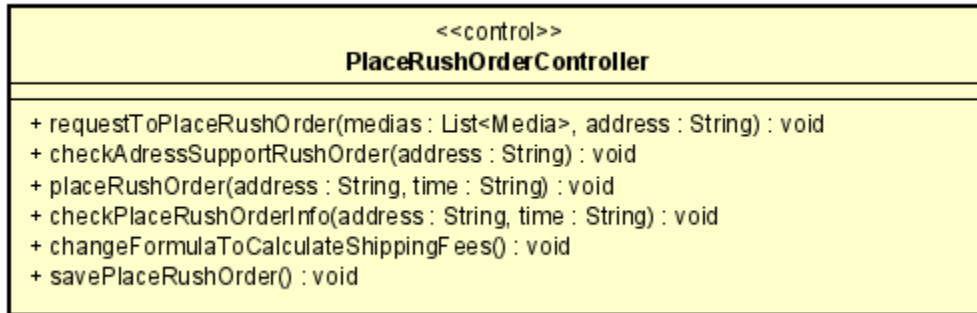 <<control>>
PlaceRushOrderController
+ requestToPlaceRushOrder(medias : List<Media>, address : String) : void
+ checkAdressSupportRushOrder(address : String) : void
+ placeRushOrder(address : String, time : String) : void
+ checkPlaceRushOrderInfo(address : String, time : String) : void
+ changeFormulaToCalculateShippingFees() : void
+ savePlaceRushOrder() : void